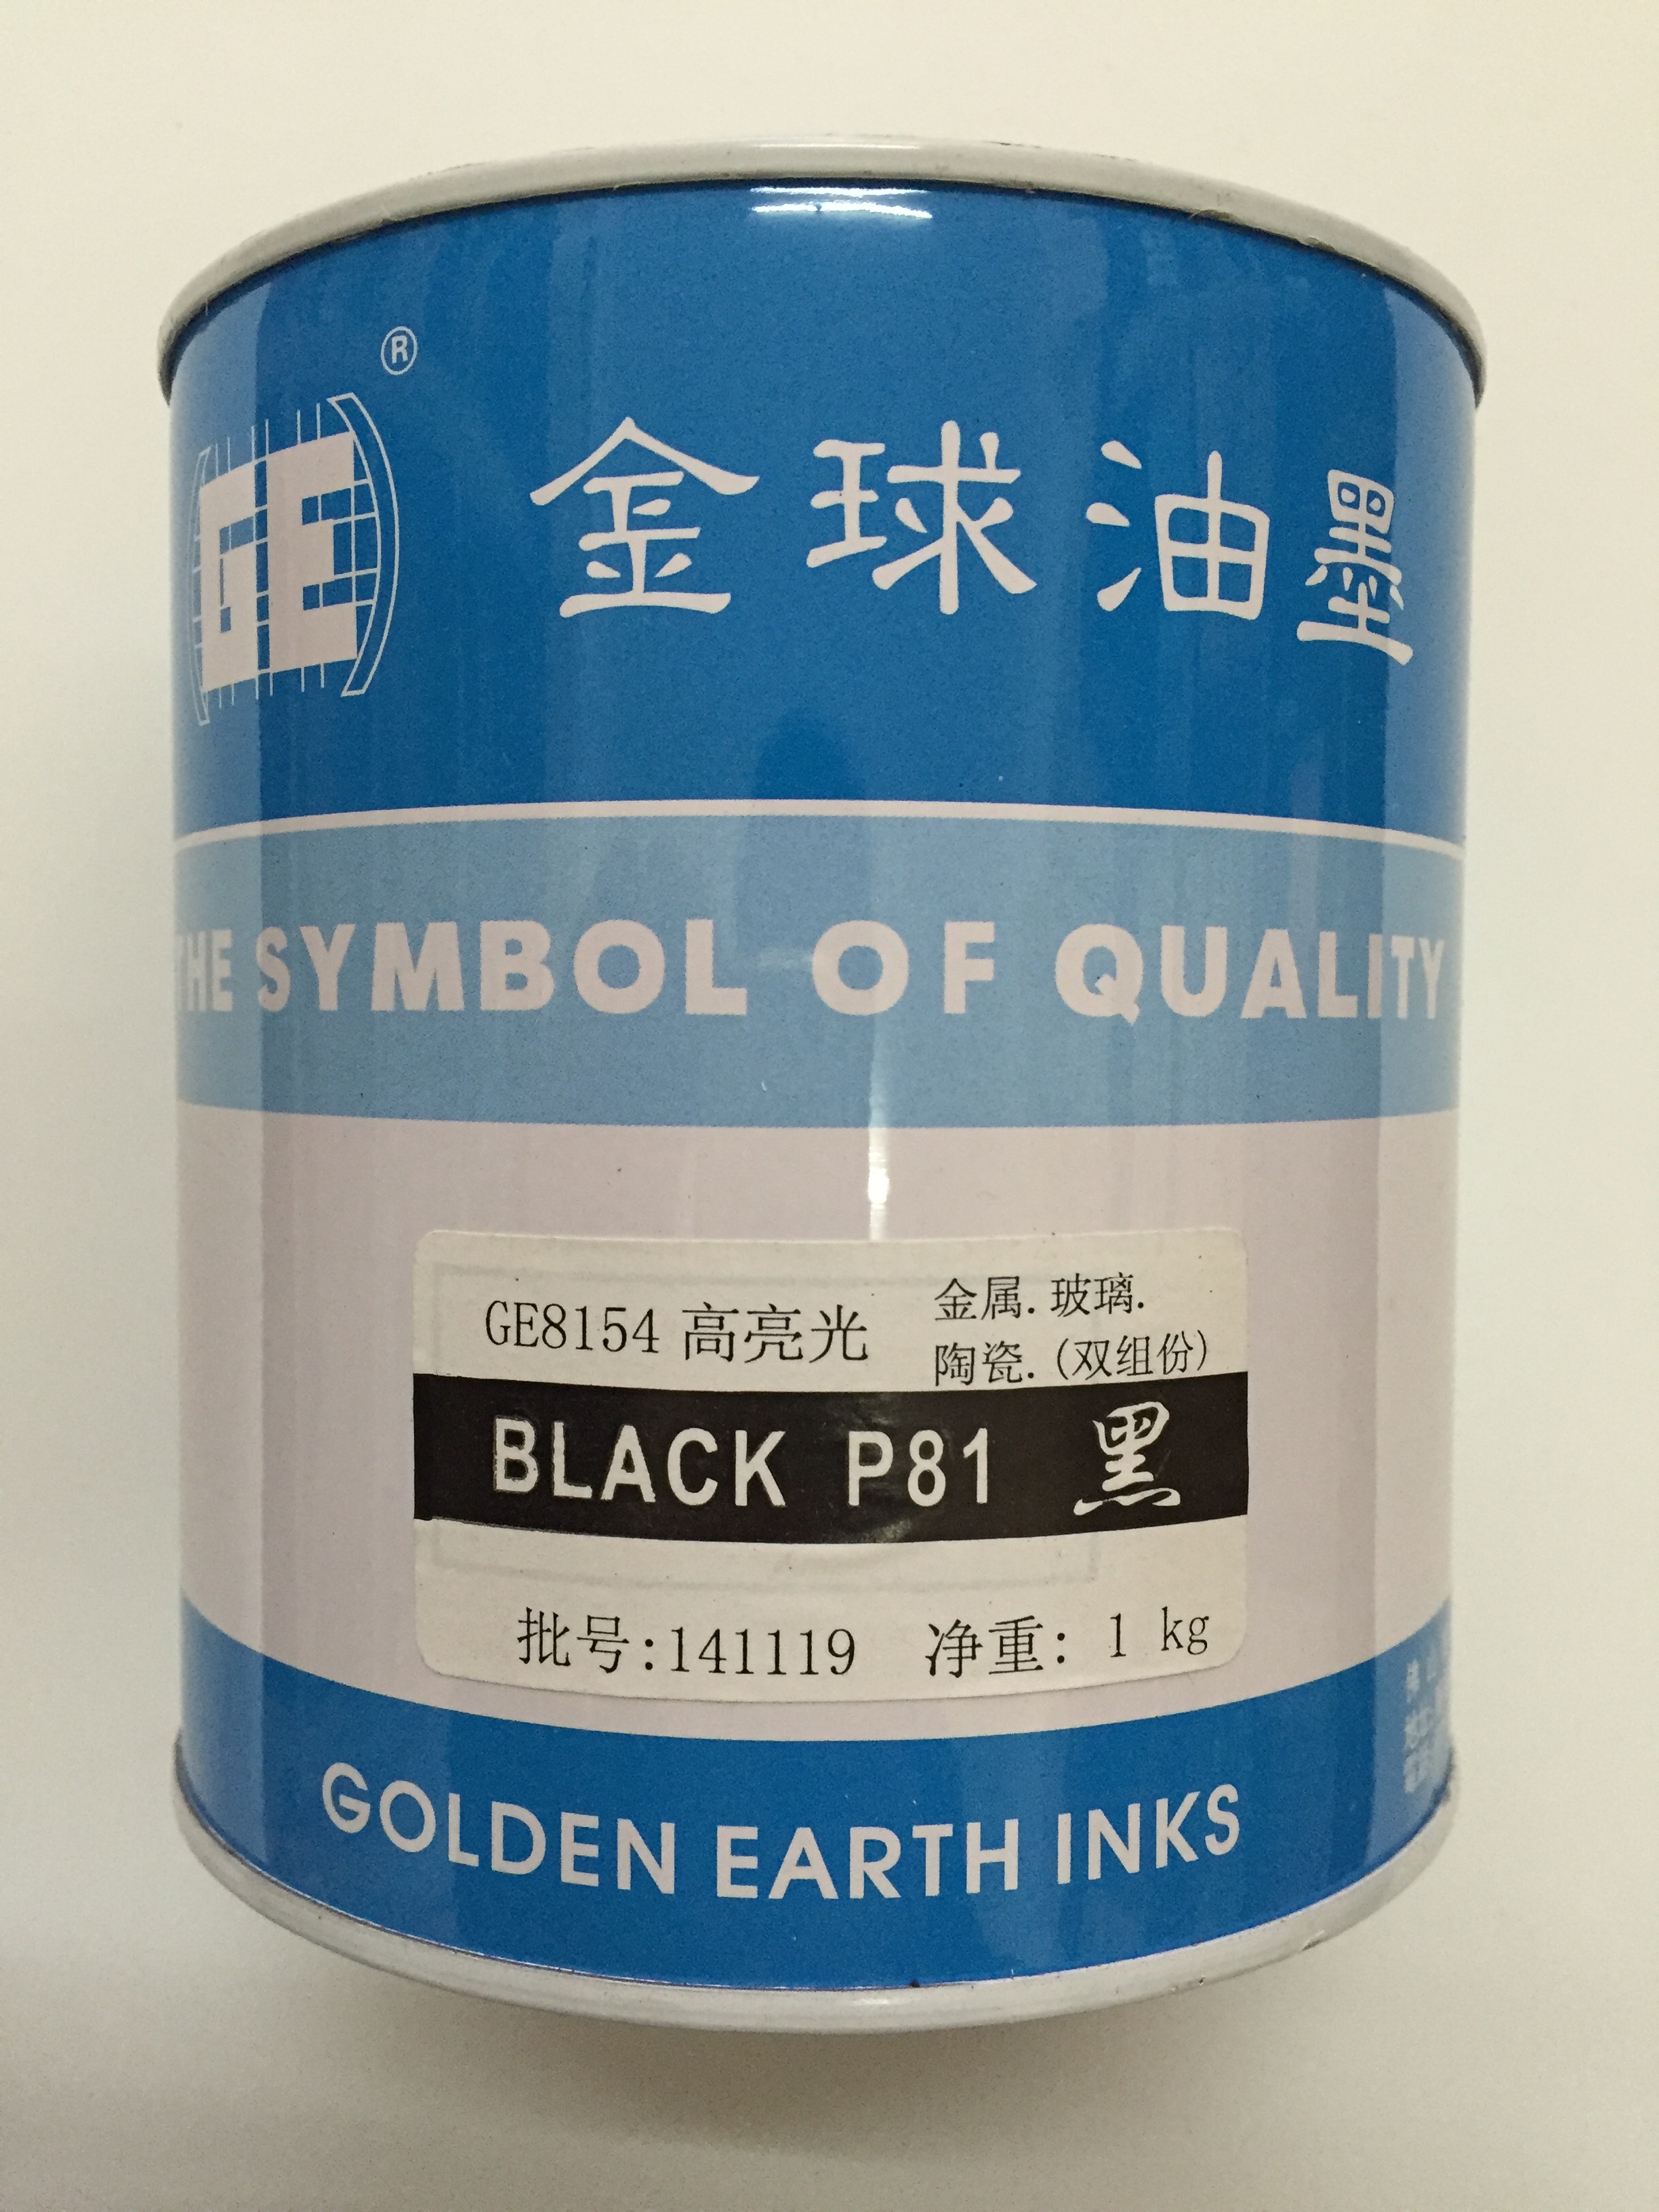 ®
GE
金球油墨
THE SYMBOL OF QUALITY
GE8154 高亮光
金属.玻璃.
陶瓷.(双组份)
BLACK P81 黑
批号:141119 净重: 1 kg
GOLDEN EARTH INKS